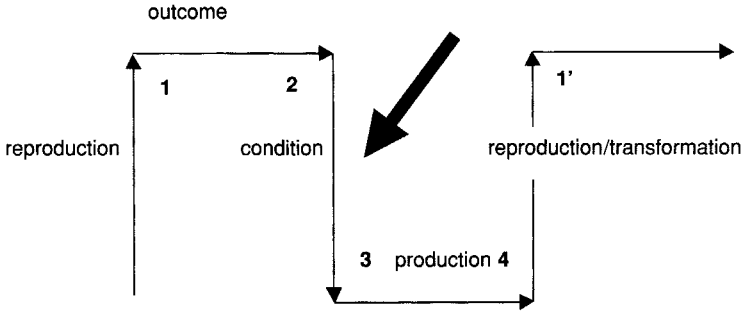 outcome
1 2 1'
reproduction condition reproduction/transformation
3 production 4